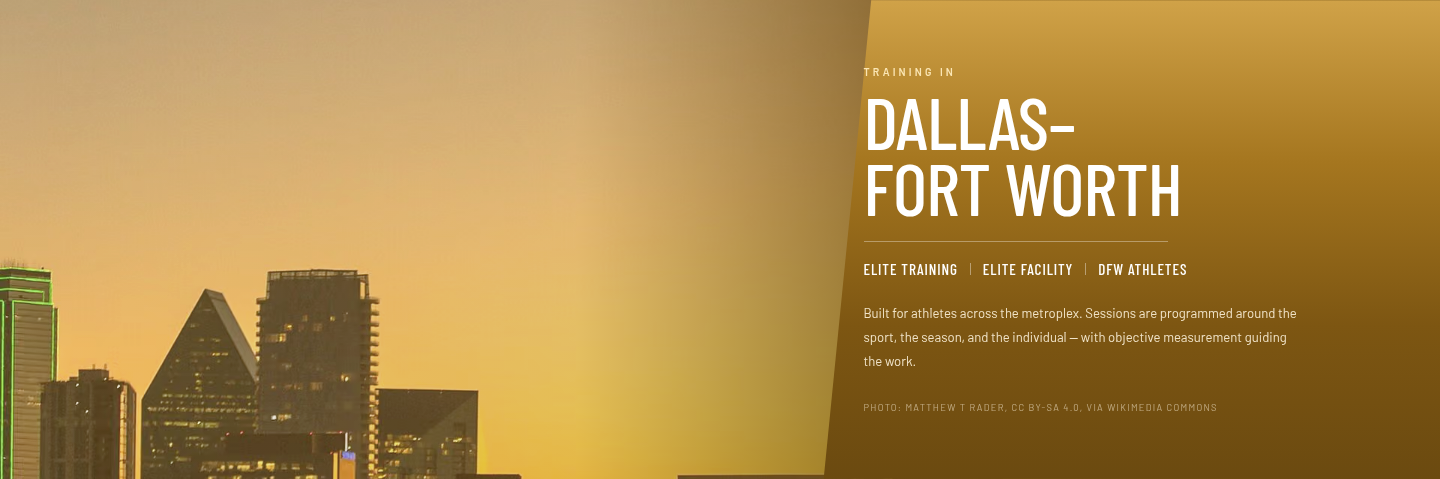 TRAINING IN
DALLAS–
FORT WORTH
ELITE TRAINING | ELITE FACILITY | DFW ATHLETES
Built for athletes across the metroplex. Sessions are programmed around the
sport, the season, and the individual — with objective measurement guiding
the work.
PHOTO: MATTHEW T RADER, CC BY-SA 4.0, VIA WIKIMEDIA COMMONS